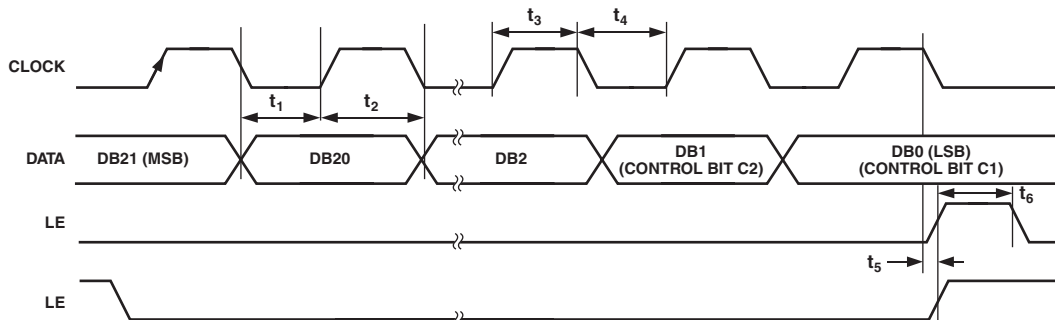 t3
t4
CLOCK
t1
t2
DATA
DB21 (MSB)
DB20
DB2
DB1
(CONTROL BIT C2)
DB0 (LSB)
(CONTROL BIT C1)
t6
LE
t5
LE